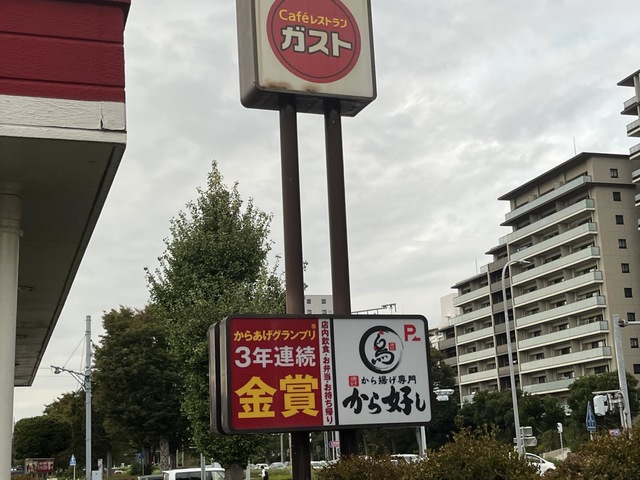 Caféレストラン
ガスト
からあげグランプリ®
3年連続
金賞
店内飲食・お弁当・お持ち帰り
鳥
P
から揚げ専門
から好し